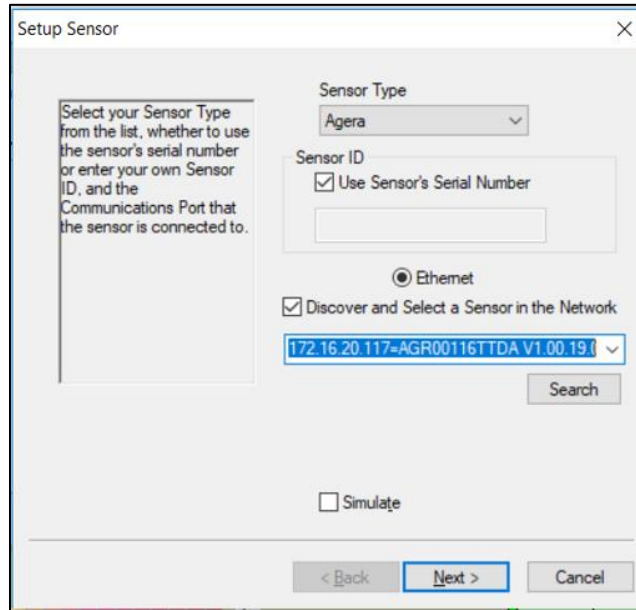 Setup Sensor
Select your Sensor Type
from the list, whether to use
the sensor's serial number
or enter your own Sensor
ID, and the
Communications Port that
the sensor is connected to.
Sensor Type
Agera
Sensor ID
Use Sensor's Serial Number
Ethernet
Discover and Select a Sensor in the Network
172.16.20.117=AGR00116TTDA V1.00.19.
Search
Simulate
< Back
Next >
Cancel